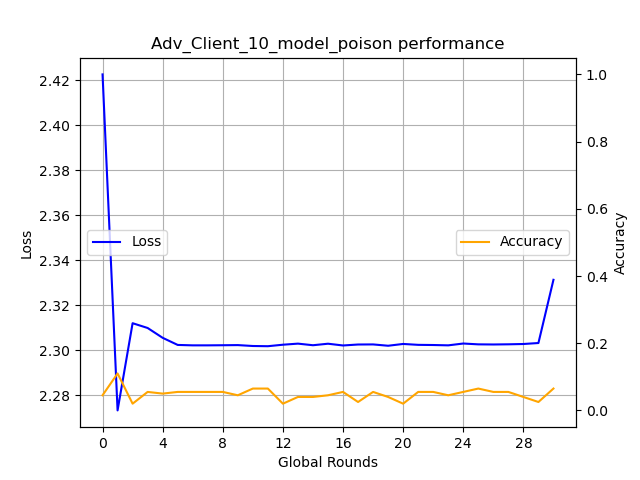 Adv_Client_10_model_poison performance
2.42
2.40
2.38
2.36
2.34
2.32
2.30
2.28
Loss
Loss
Accuracy
1.0
0.8
0.6
0.4
0.2
0.0
Accuracy
0 4 8 12 16 20 24 28
Global Rounds